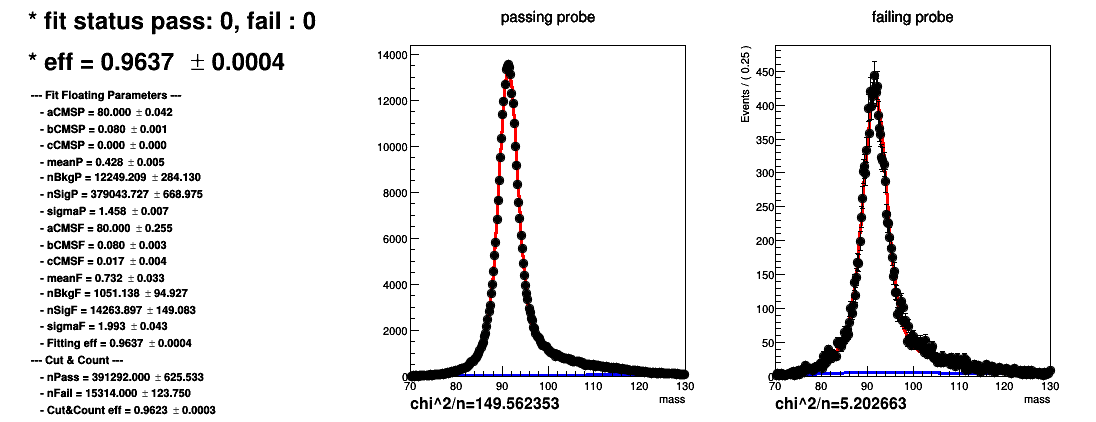 * fit status pass: 0, fail : 0
* eff = 0.9637 ± 0.0004
--- Fit Floating Parameters ---
- aCMSP = 80.000 ± 0.042
- bCMSP = 0.080 ± 0.001
- cCMSP = 0.000 ± 0.000
- meanP = 0.428 ± 0.005
- nBkgP = 12249.209 ± 284.130
- nSigP = 379043.727 ± 668.975
- sigmaP = 1.458 ± 0.007
- aCMSF = 80.000 ± 0.255
- bCMSF = 0.080 ± 0.003
- cCMSF = 0.017 ± 0.004
- meanF = 0.732 ± 0.033
- nBkgF = 1051.138 ± 94.927
- nSigF = 14263.897 ± 149.083
- sigmaF = 1.993 ± 0.043
- Fitting eff = 0.9637 ± 0.0004
--- Cut & Count ---
- nPass = 391292.000 ± 625.533
- nFail = 15314.000 ± 123.750
- Cut&Count eff = 0.9623 ± 0.0003
passing probe
14000
12000
10000
8000
6000
4000
2000
0
70 80 90 100 110 120 130
mass
chi^2/n=149.562353
failing probe
Events / ( 0.25 )
450
400
350
300
250
200
150
100
50
0
70 80 90 100 110 120 130
mass
chi^2/n=5.202663